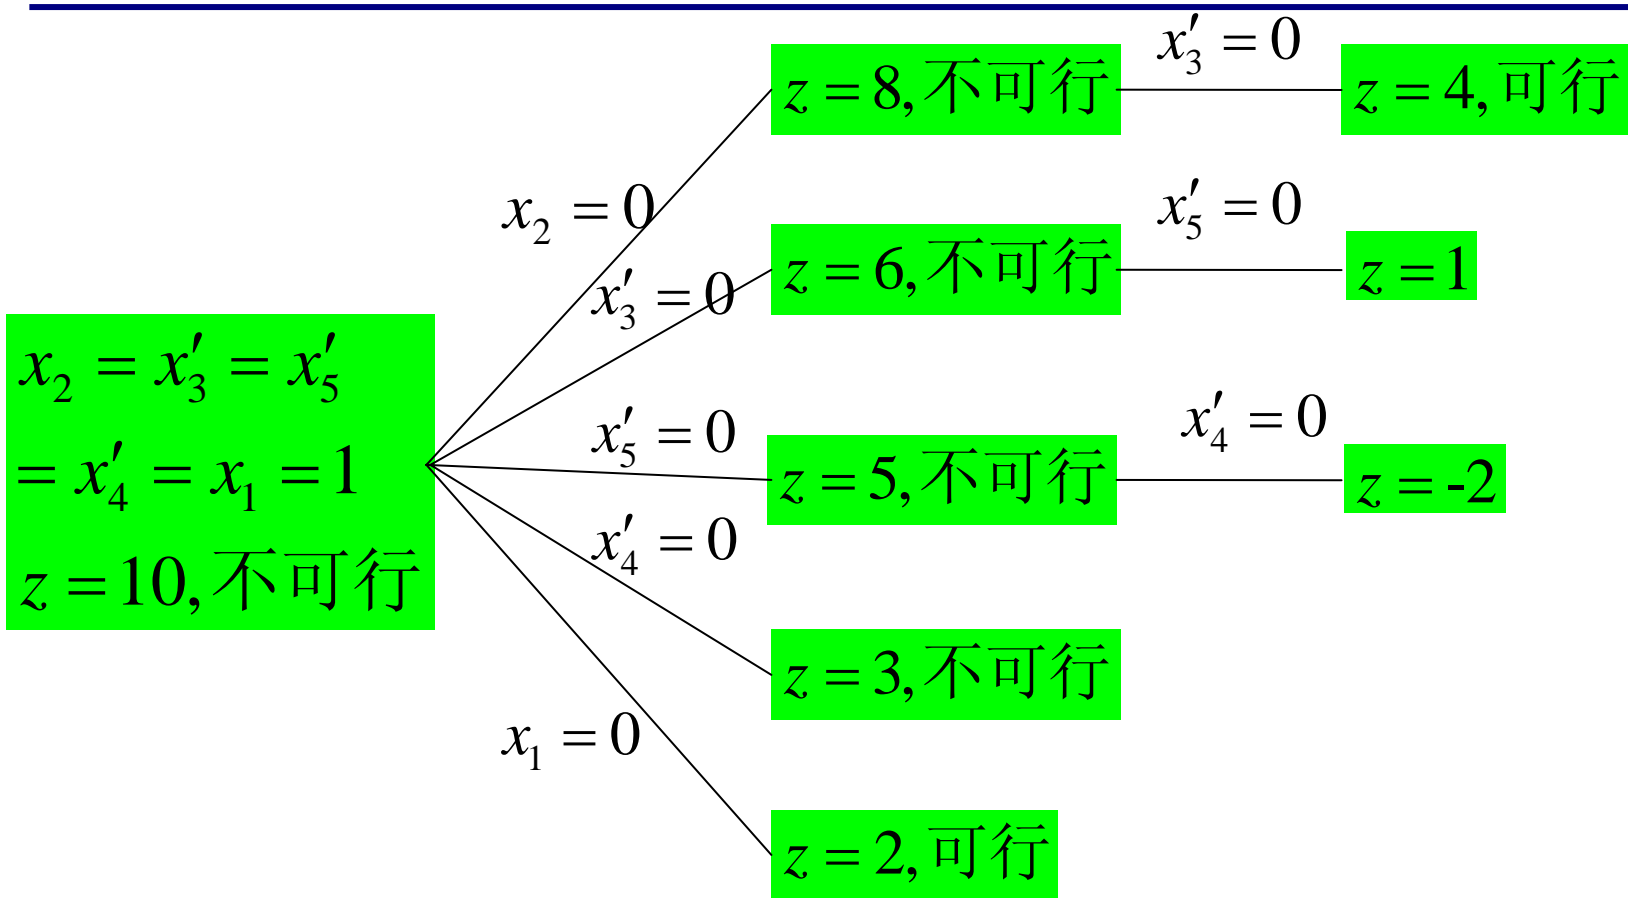 x₂ = x₃′ = x₅′
= x₄′ = x₁ = 1
z = 10, 不可行
x₂ = 0
z = 8, 不可行
x₃′ = 0
z = 4, 可行
x₃′ = 0
z = 6, 不可行
x₅′ = 0
z = 1
x₅′ = 0
z = 5, 不可行
x₄′ = 0
z = -2
x₄′ = 0
z = 3, 不可行
x₁ = 0
z = 2, 可行